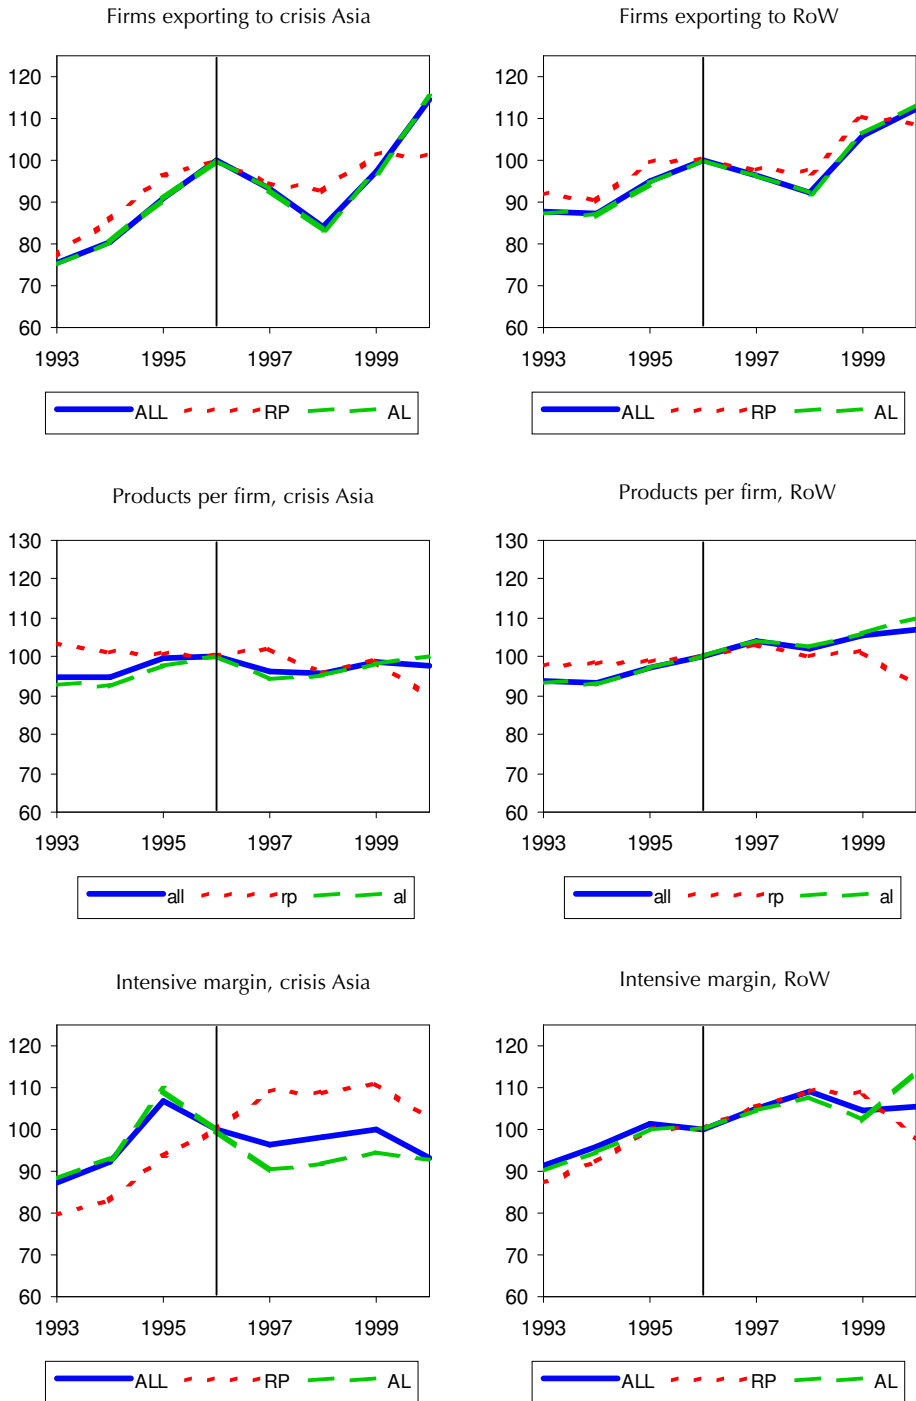 Firms exporting to crisis Asia
120
110
100
90
80
70
60
1993 1995 1997 1999
ALL RP AL
Firms exporting to RoW
120
110
100
90
80
70
60
1993 1995 1997 1999
ALL RP AL
Products per firm, crisis Asia
130
120
110
100
90
80
70
60
1993 1995 1997 1999
all rp al
Products per firm, RoW
130
120
110
100
90
80
70
60
1993 1995 1997 1999
all rp al
Intensive margin, crisis Asia
120
110
100
90
80
70
60
1993 1995 1997 1999
ALL RP AL
Intensive margin, RoW
120
110
100
90
80
70
60
1993 1995 1997 1999
ALL RP AL